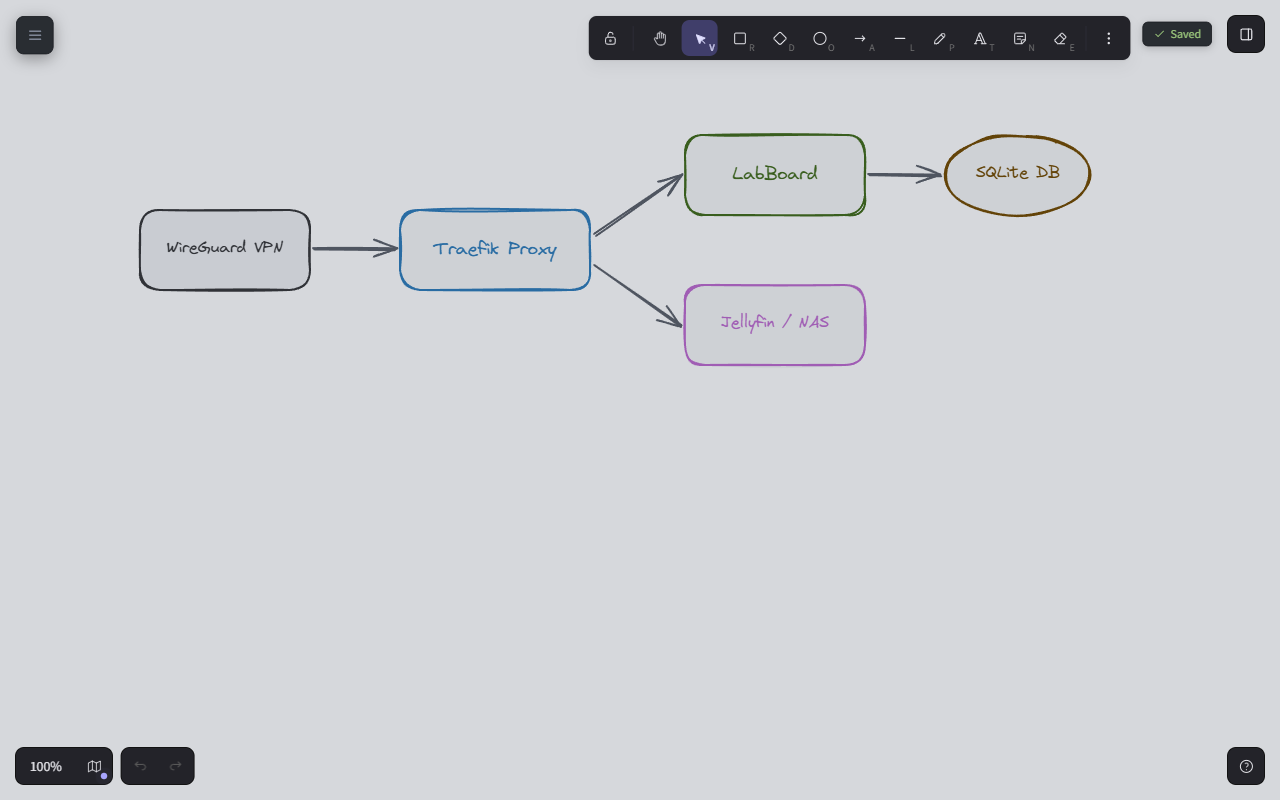 V
R
D
O
A
L
P
T
N
E
Saved
LabBoard
SQLite DB
WireGuard VPN
Traefik Proxy
Jellyfin / NAS
100%